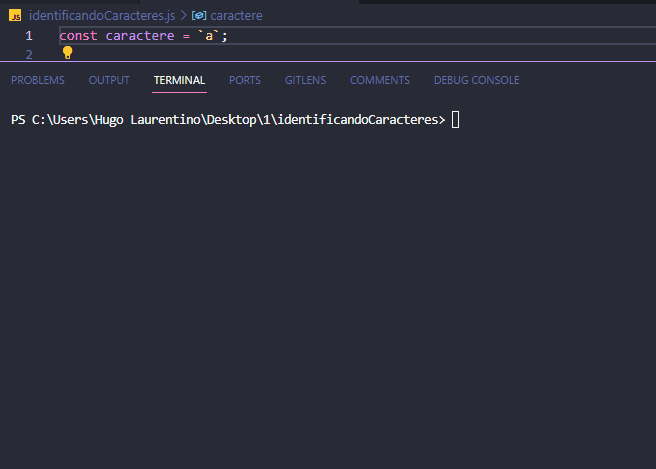 JS identificandoCaracteres.js > caractere
1 const caractere = `a`;
2
PROBLEMS OUTPUT TERMINAL PORTS GITLENS COMMENTS DEBUG CONSOLE
PS C:\Users\Hugo Laurentino\Desktop\1\identificandoCaracteres>